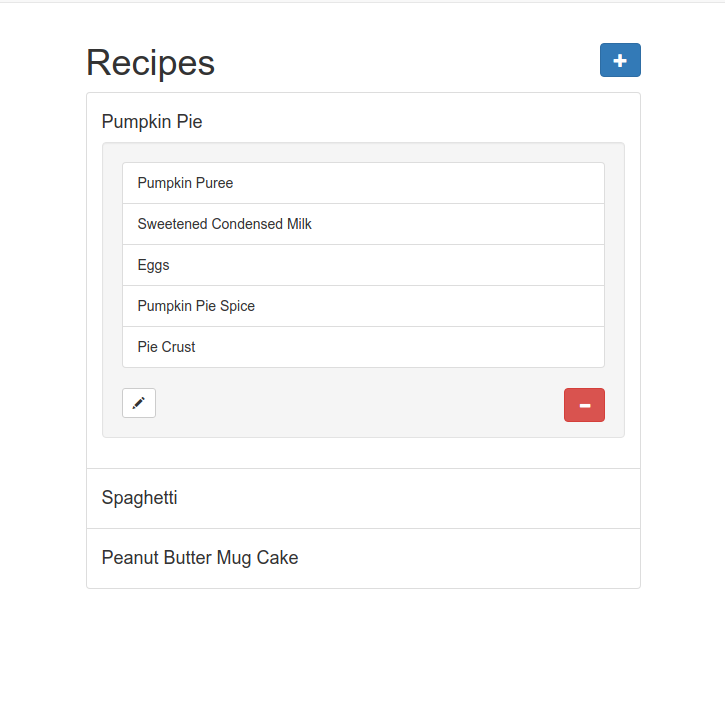 Recipes
Pumpkin Pie
Pumpkin Puree
Sweetened Condensed Milk
Eggs
Pumpkin Pie Spice
Pie Crust
Spaghetti
Peanut Butter Mug Cake